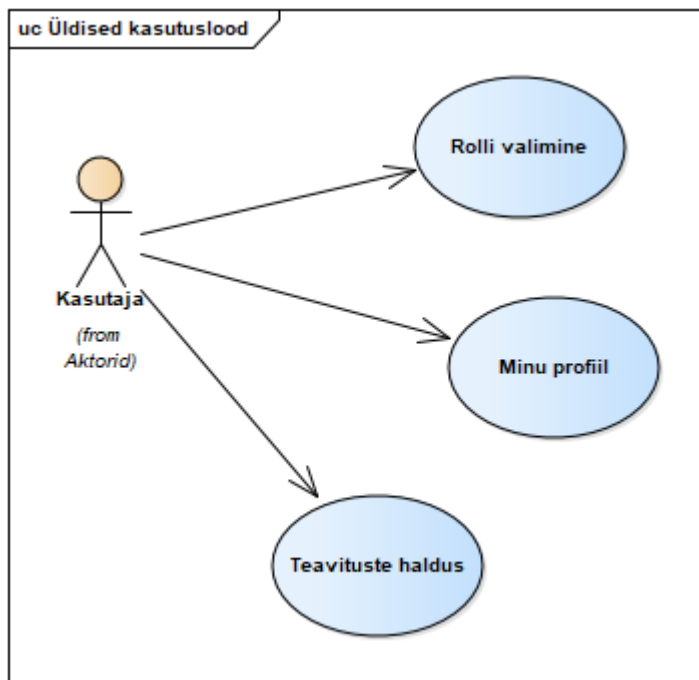 uc Üldised kasutuslood
Rolli valimine
Kasutaja
(from
Aktorid)
Minu profiil
Teavituste haldus